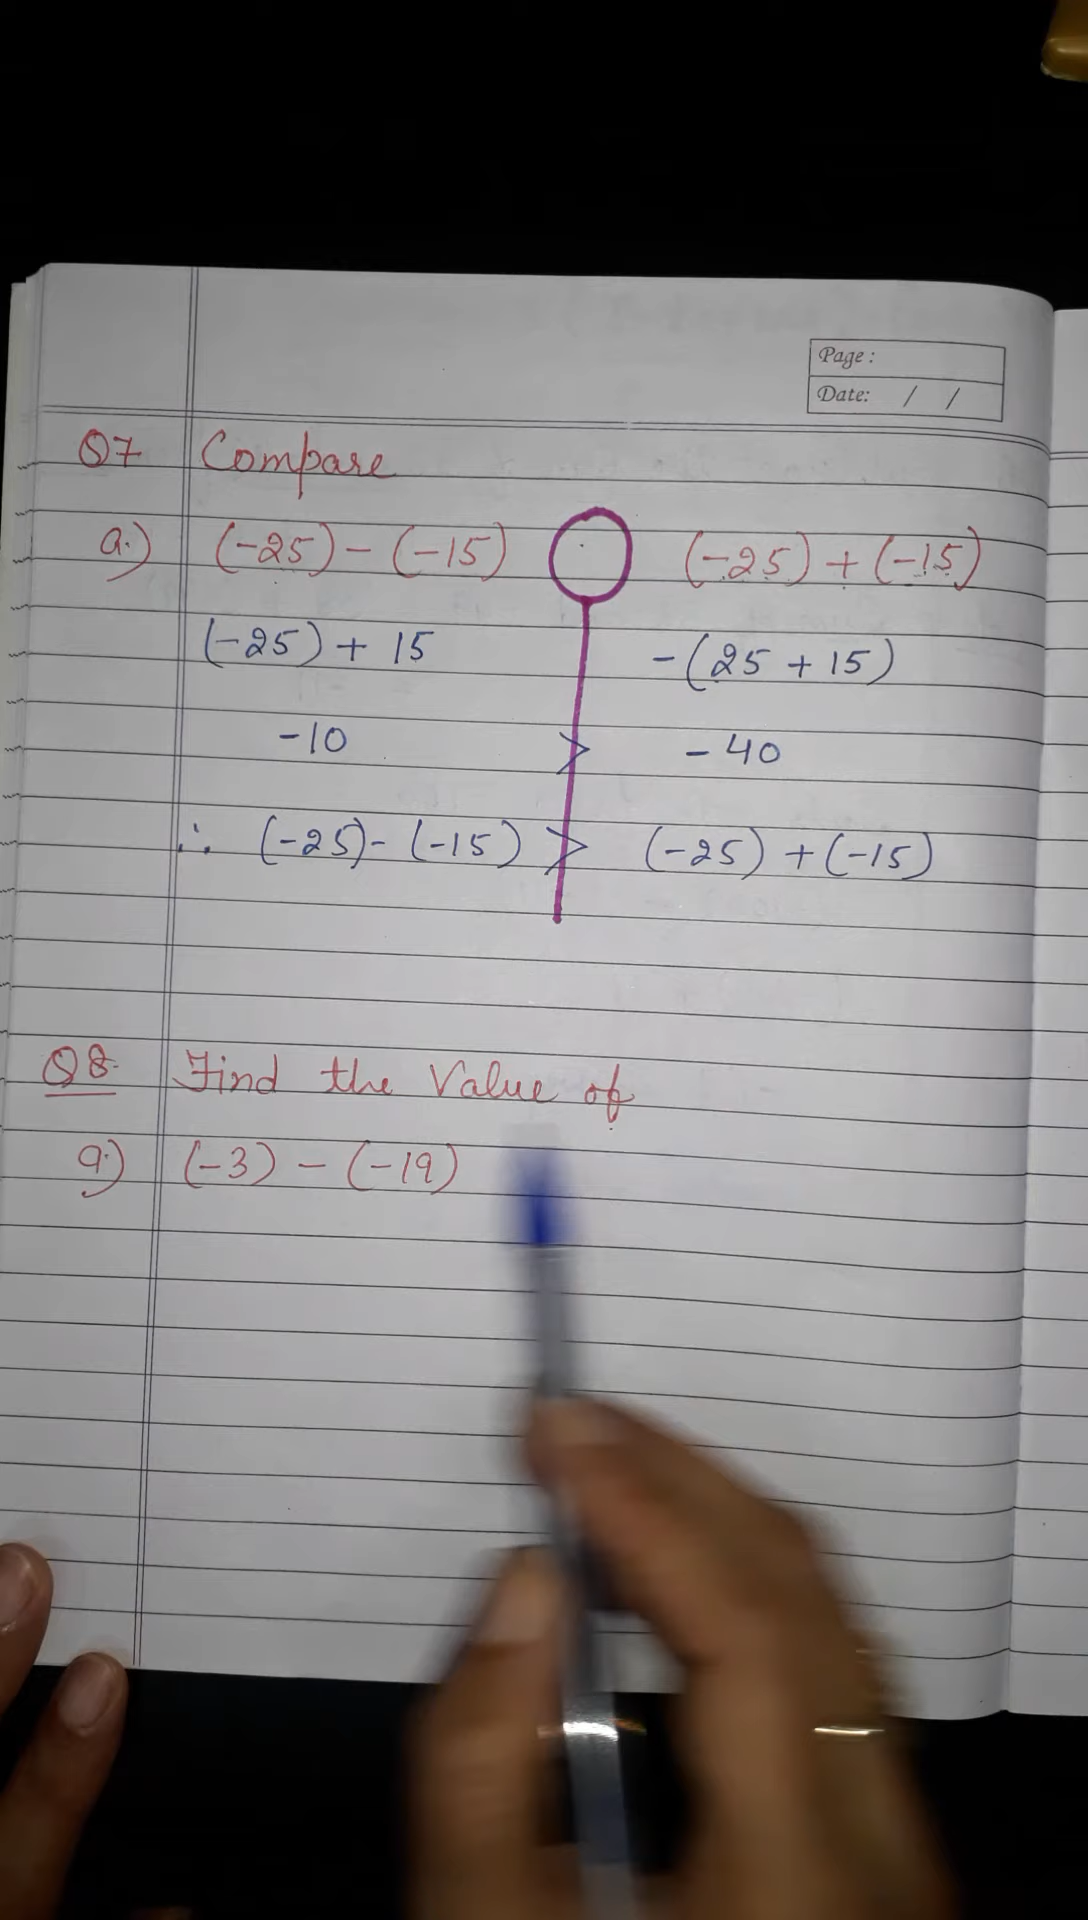 Page :
Date: / /
Q7 Compare
a.) (-25) - (-15) (-25) + (-15)
(-25) + 15 -(25 + 15)
-10 > -40
∴ (-25) - (-15) > (-25) + (-15)
Q8. Find the Value of
a.) (-3) - (-19)